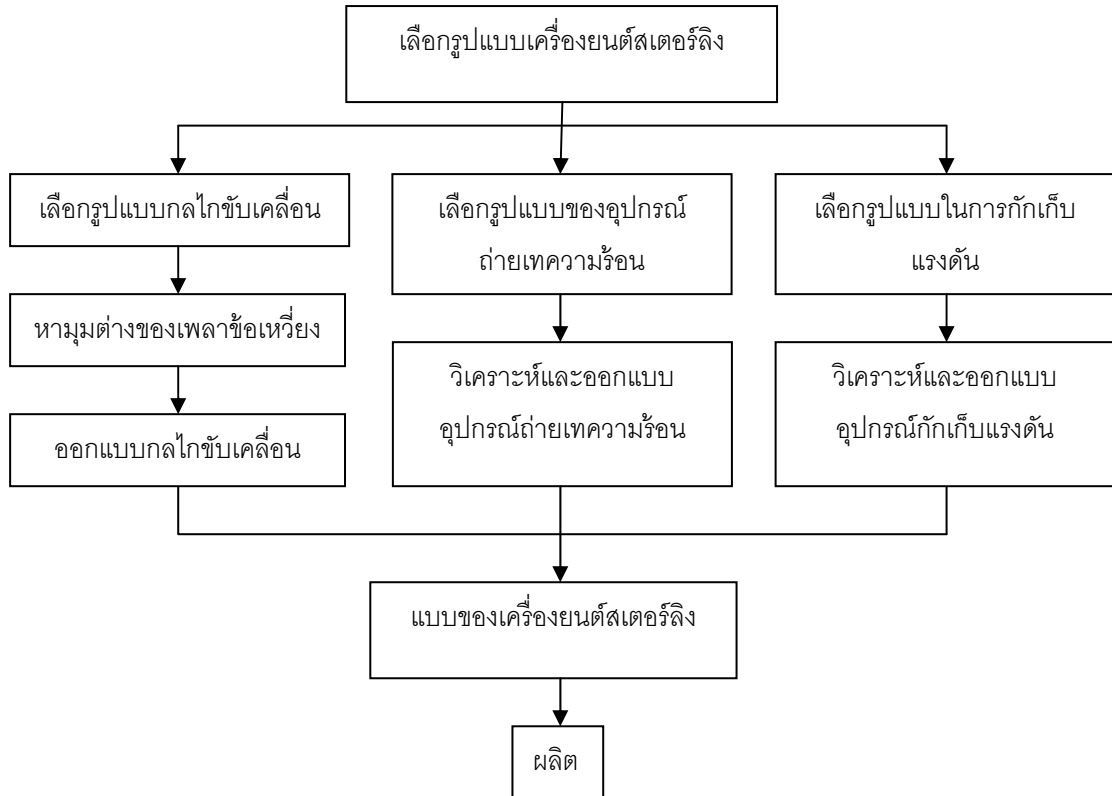 เลือกรูปแบบเครื่องยนต์สเตอร์ลิง
เลือกรูปแบบกลไกขับเคลื่อน
หามุมต่างของเพลาข้อเหวี่ยง
ออกแบบกลไกขับเคลื่อน
เลือกรูปแบบของอุปกรณ์
ถ่ายเทความร้อน
วิเคราะห์และออกแบบ
อุปกรณ์ถ่ายเทความร้อน
เลือกรูปแบบในการกักเก็บ
แรงดัน
วิเคราะห์และออกแบบ
อุปกรณ์กักเก็บแรงดัน
แบบของเครื่องยนต์สเตอร์ลิง
ผลิต